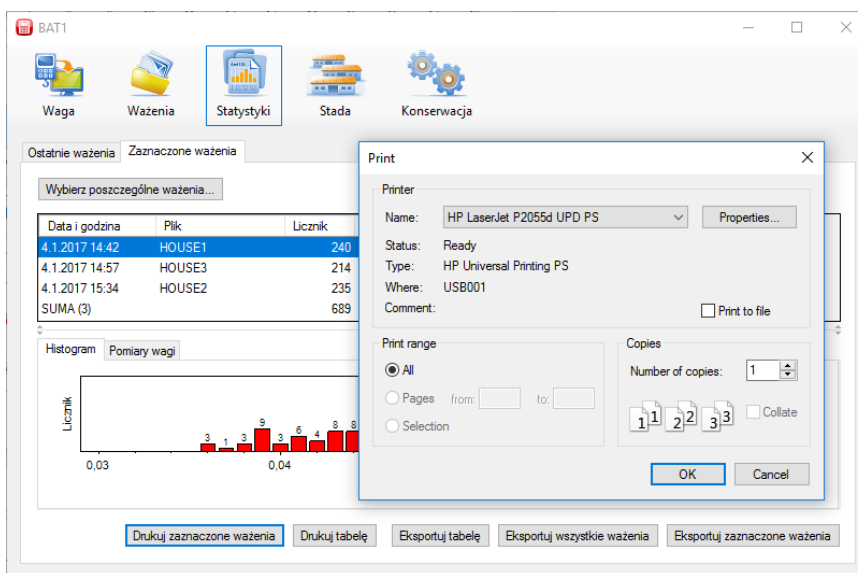 BAT1
Waga Ważenia Statystyki Stada Konserwacja
Ostatnie ważenia Zaznaczone ważenia
Wybierz poszczególne ważenia...
Data i godzina Plik Licznik
4.1.2017 14:42 HOUSE1 240
4.1.2017 14:57 HOUSE3 214
4.1.2017 15:34 HOUSE2 235
SUMA (3) 689
Histogram Pomiary wagi
Licznik
3 1 3 9 3 6 4 8 8
0,03 0,04
Drukuj zaznaczone ważenia Drukuj tabelę Eksportuj tabelę Eksportuj wszystkie ważenia Eksportuj zaznaczone ważenia
Print
Printer
Name: HP LaserJet P2055d UPD PS Properties...
Status: Ready
Type: HP Universal Printing PS
Where: USB001
Comment: Print to file
Print range
All
Pages from: to:
Selection
Copies
Number of copies: 1
1 1 2 2 3 3 Collate
OK Cancel